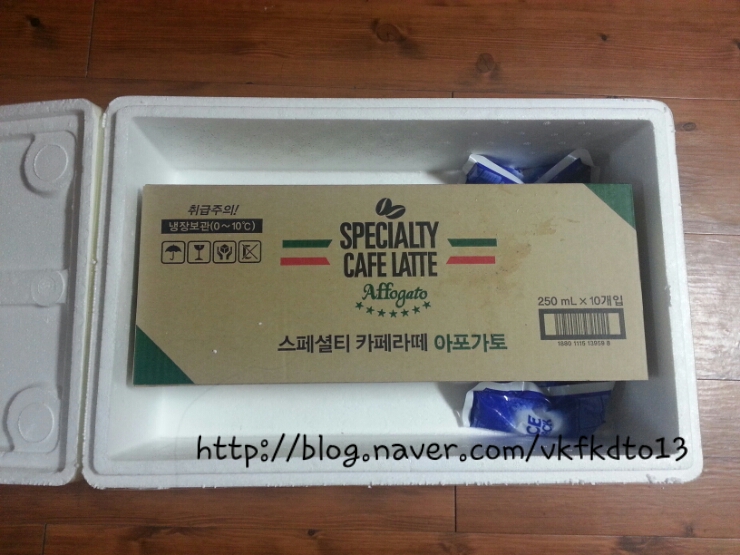 취급주의!
냉장보관(0~10℃)
SPECIALTY
CAFE LATTE
Affogato
250 mL × 10개입
스페셜티 카페라떼 아포가토
ICE
http://blog.naver.com/vkfkdto13